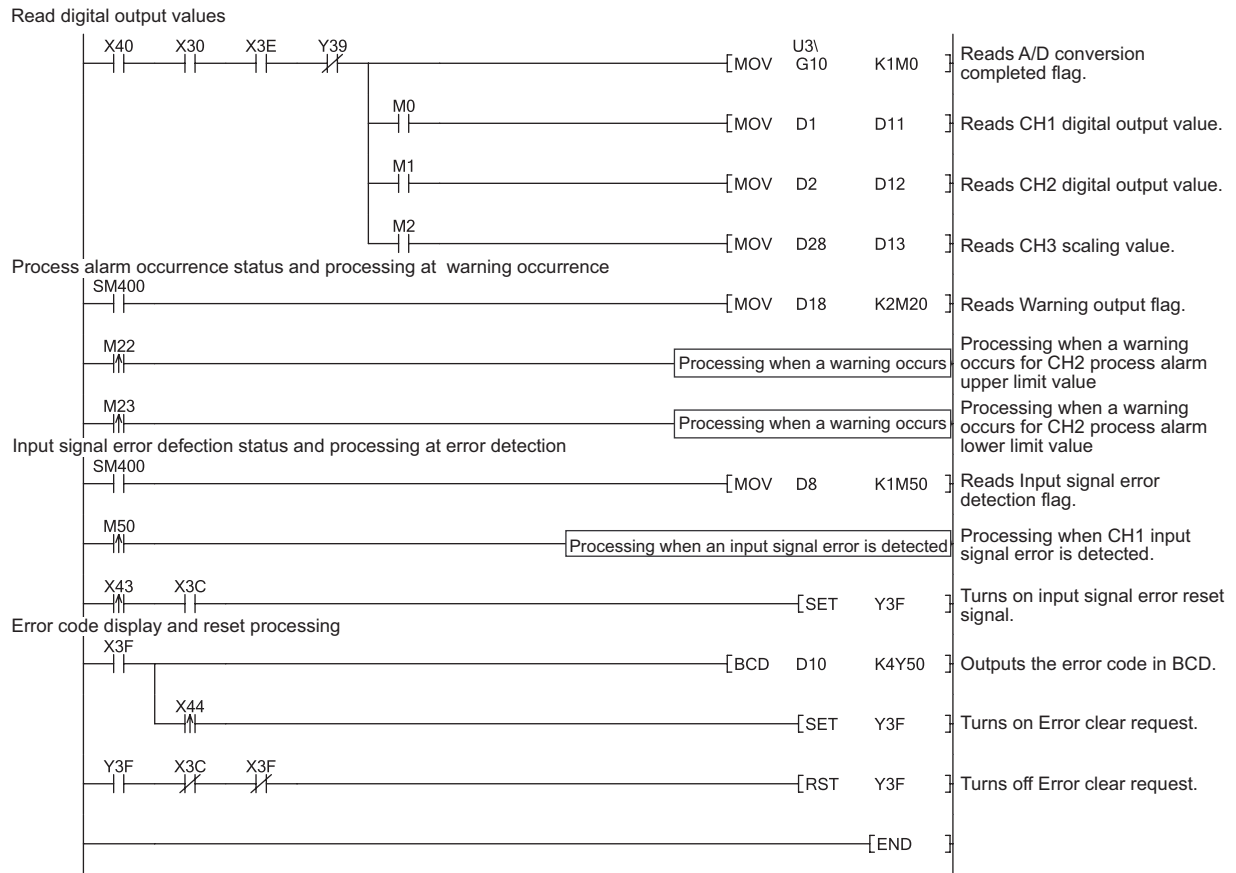 Read digital output values
X40 X30 X3E Y39 U3\
MOV G10 K1M0 Reads A/D conversion
completed flag.
M0
MOV D1 D11 Reads CH1 digital output value.
M1
MOV D2 D12 Reads CH2 digital output value.
M2
MOV D28 D13 Reads CH3 scaling value.
Process alarm occurrence status and processing at warning occurrence
SM400
MOV D18 K2M20 Reads Warning output flag.
M22
Processing when a warning occurs
Processing when a warning
occurs for CH2 process alarm
upper limit value
M23
Processing when a warning occurs
Processing when a warning
occurs for CH2 process alarm
lower limit value
Input signal error defection status and processing at error detection
SM400
MOV D8 K1M50 Reads Input signal error
detection flag.
M50
Processing when an input signal error is detected
Processing when CH1 input
signal error is detected.
X43 X3C
SET Y3F Turns on input signal error reset
signal.
Error code display and reset processing
X3F
BCD D10 K4Y50 Outputs the error code in BCD.
X44
SET Y3F Turns on Error clear request.
Y3F X3C X3F
RST Y3F Turns off Error clear request.
END